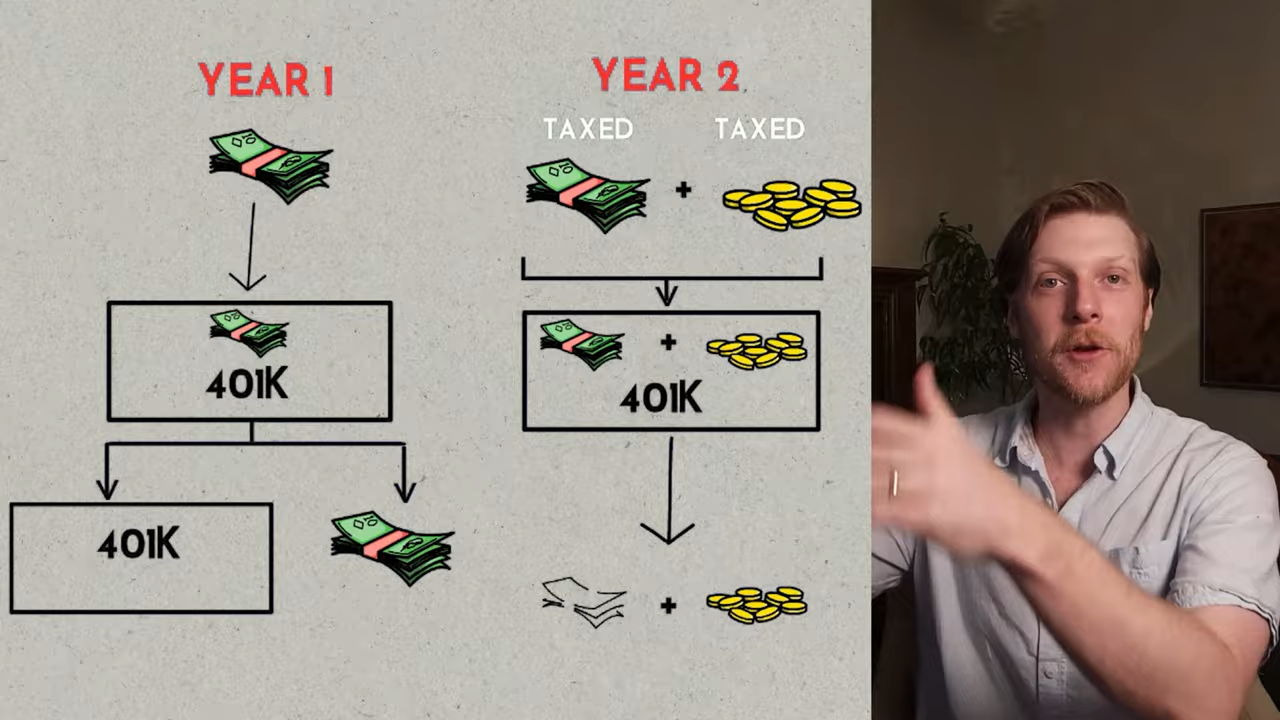 YEAR 1
401K
401K
YEAR 2
TAXED TAXED
+
+
401K
+